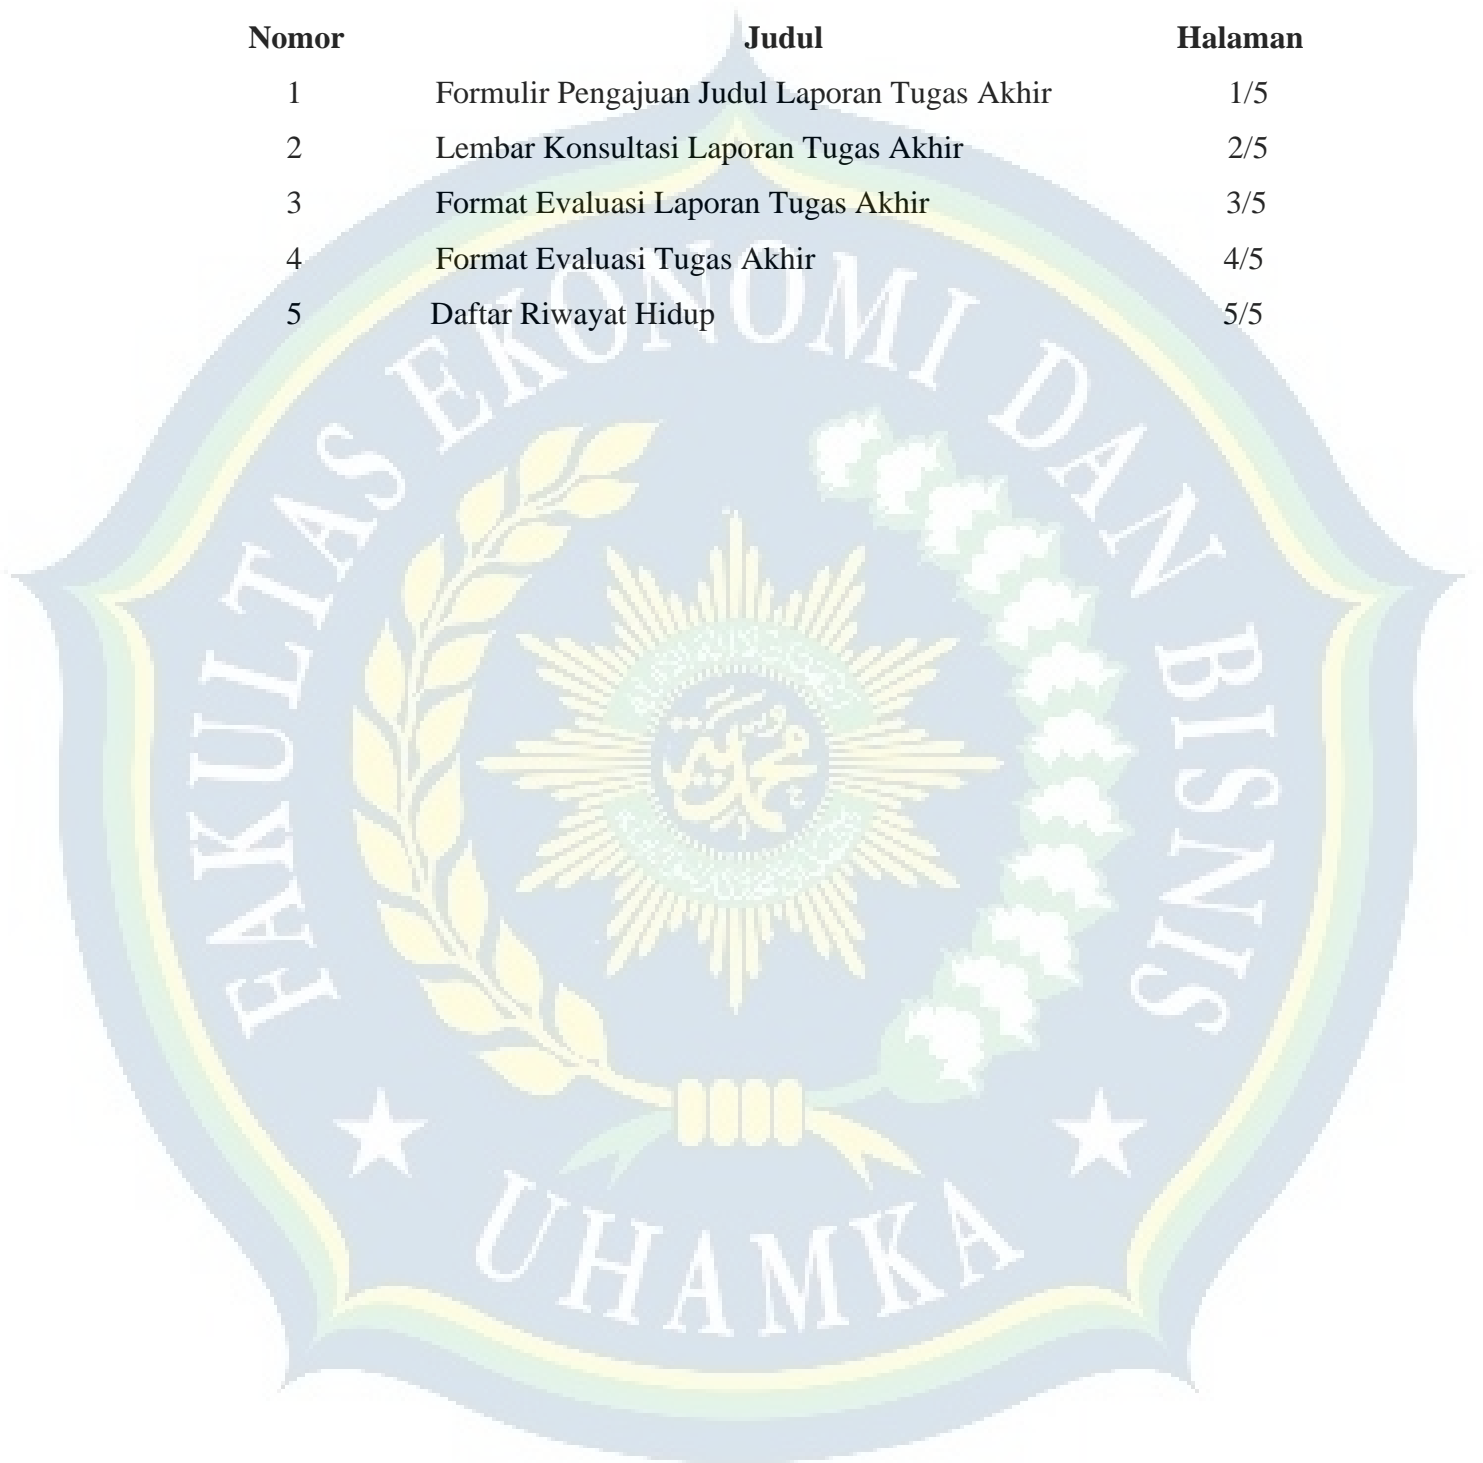 Nomor Judul Halaman
1 Formulir Pengajuan Judul Laporan Tugas Akhir 1/5
2 Lembar Konsultasi Laporan Tugas Akhir 2/5
3 Format Evaluasi Laporan Tugas Akhir 3/5
4 Format Evaluasi Tugas Akhir 4/5
5 Daftar Riwayat Hidup 5/5
FAKULTAS EKONOMI DAN BISNIS
UHAMKA